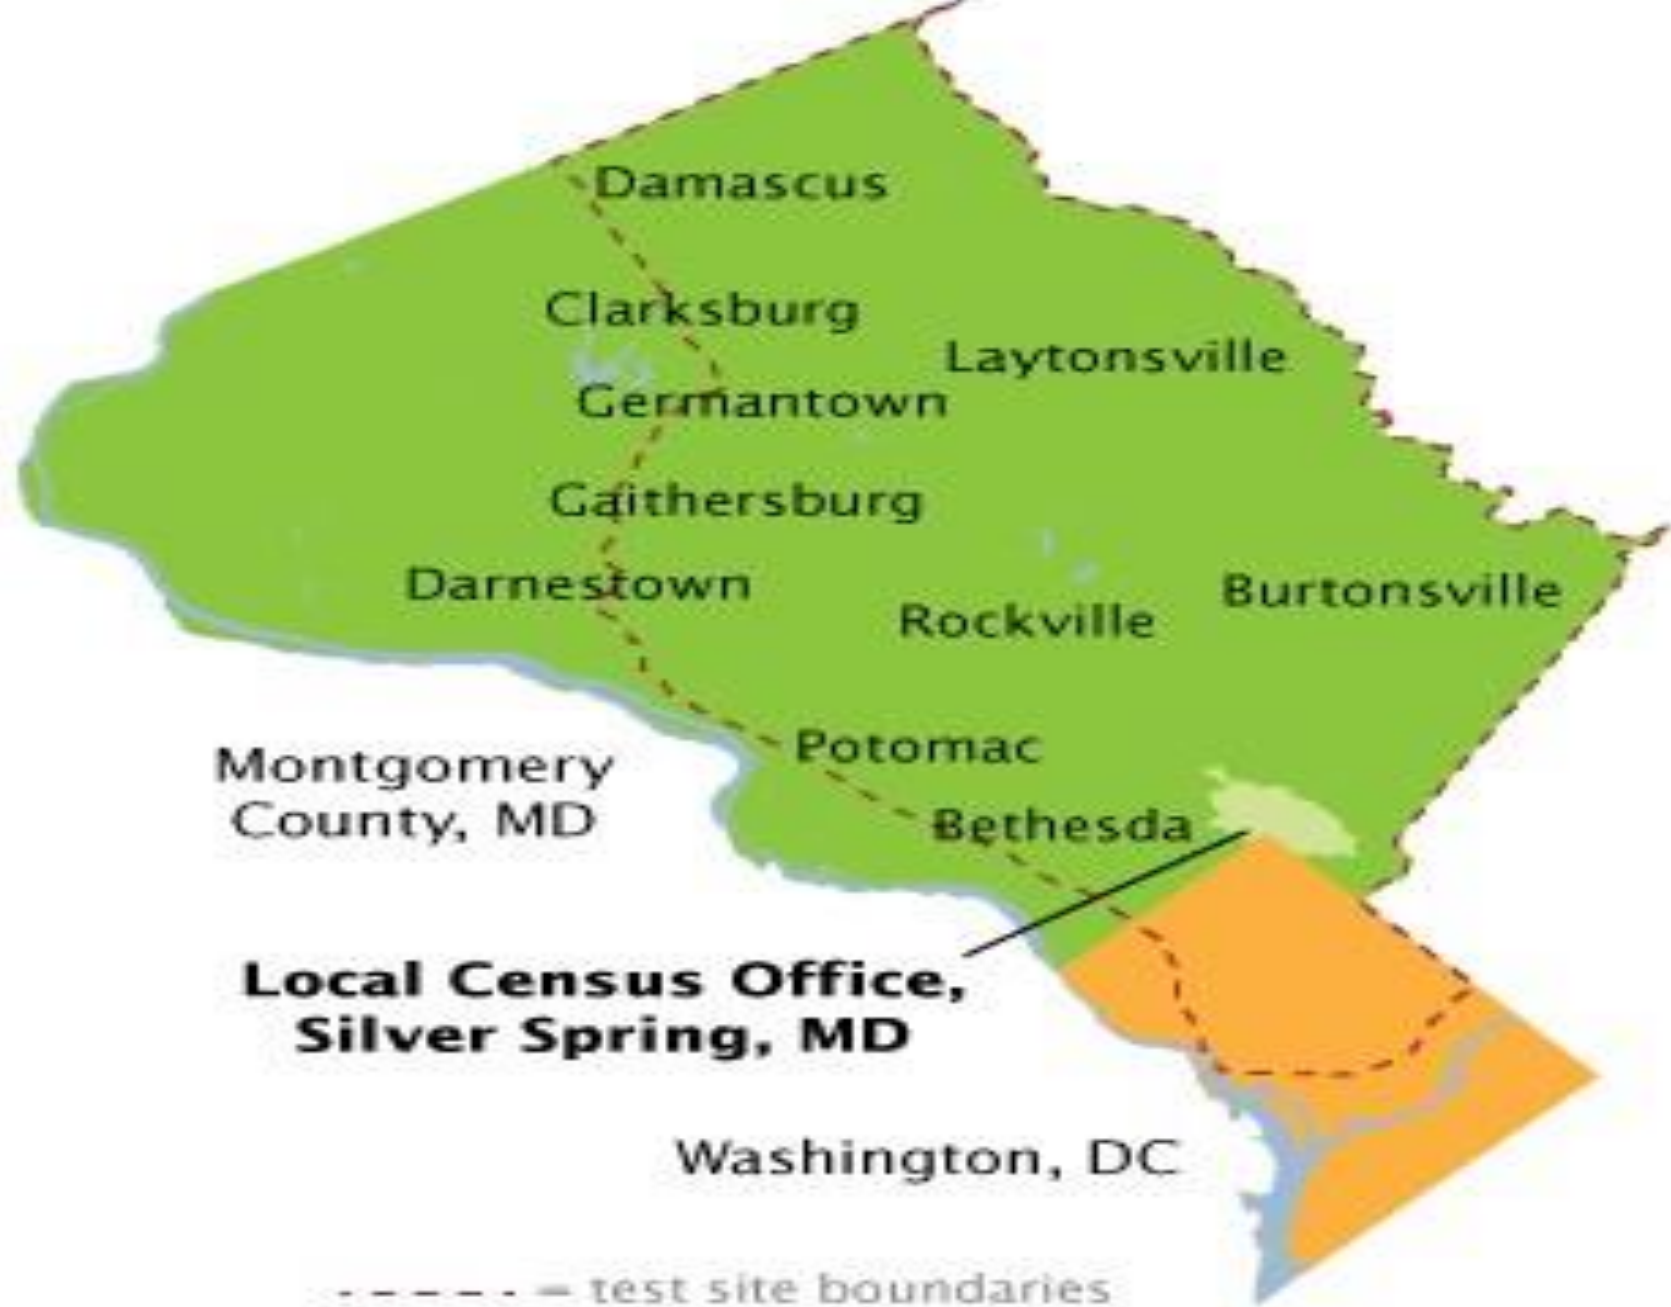 Damascus
Clarksburg
Laytonsville
Germantown
Gaithersburg
Darnestown
Burtonsville
Rockville
Potomac
Montgomery
County, MD
Bethesda
Local Census Office,
Silver Spring, MD
Washington, DC
= test site boundaries